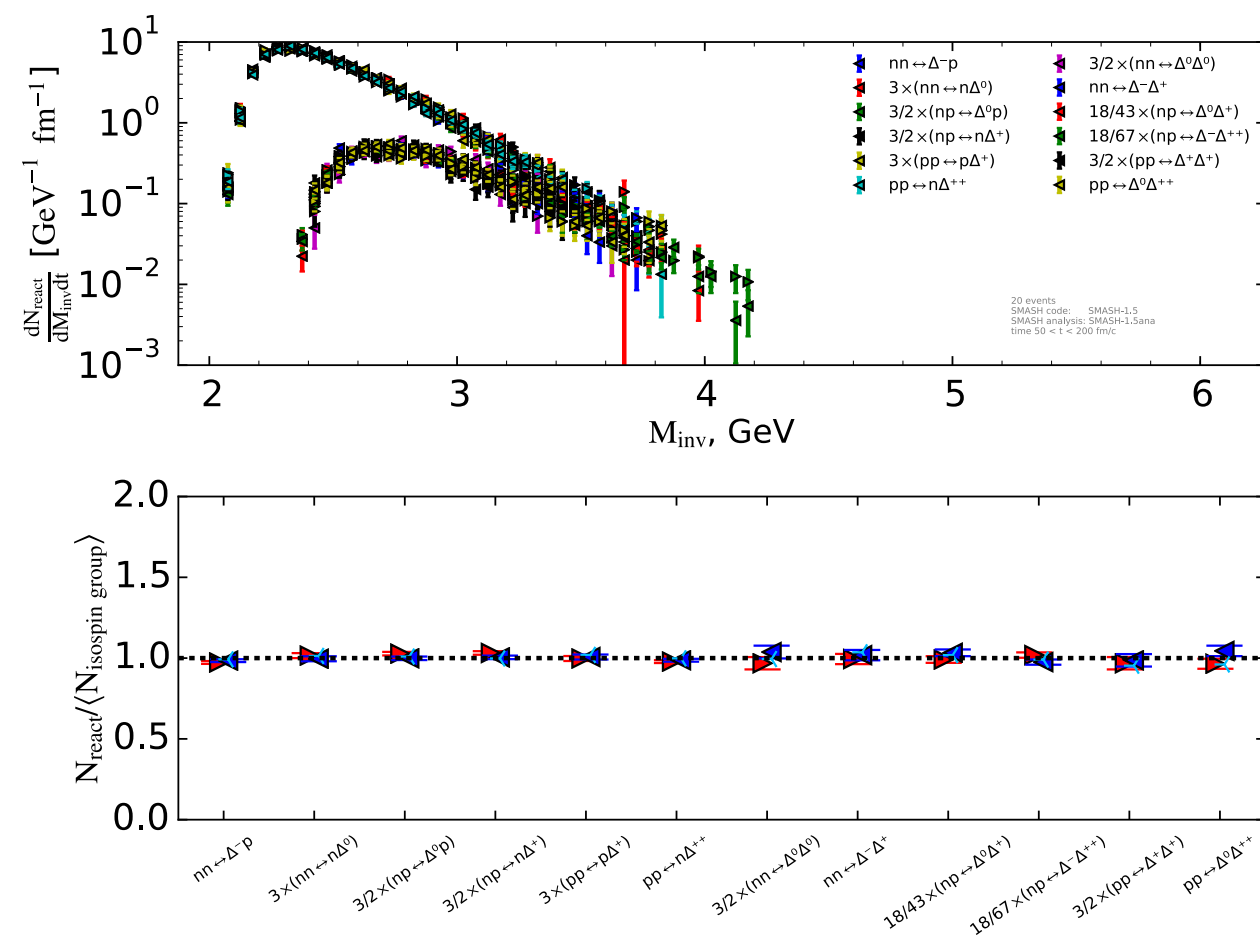 10¹
10⁰
10⁻¹
10⁻²
10⁻³
dN_react/dM_inv dt [GeV⁻¹ fm⁻¹]
nn↔Δ⁻p
3×(nn↔nΔ⁰)
3/2×(np↔Δ⁰p)
3/2×(np↔nΔ⁺)
3×(pp↔pΔ⁺)
pp↔nΔ⁺⁺
3/2×(nn↔Δ⁰Δ⁰)
nn↔Δ⁻Δ⁺
18/43×(np↔Δ⁰Δ⁺)
18/67×(np↔Δ⁻Δ⁺⁺)
3/2×(pp↔Δ⁺Δ⁺)
pp↔Δ⁰Δ⁺⁺
20 events
SMASH code: SMASH-1.5
SMASH analysis: SMASH-1.5ana
time 50 < t < 200 fm/c
2 3 4 5 6
M_inv, GeV
2.0
1.5
1.0
0.5
0.0
N_react/⟨N_isospin group⟩
nn↔Δ⁻p
3×(nn↔nΔ⁰)
3/2×(np↔Δ⁰p)
3/2×(np↔nΔ⁺)
3×(pp↔pΔ⁺)
pp↔nΔ⁺⁺
3/2×(nn↔Δ⁰Δ⁰)
nn↔Δ⁻Δ⁺
18/43×(np↔Δ⁰Δ⁺)
18/67×(np↔Δ⁻Δ⁺⁺)
3/2×(pp↔Δ⁺Δ⁺)
pp↔Δ⁰Δ⁺⁺